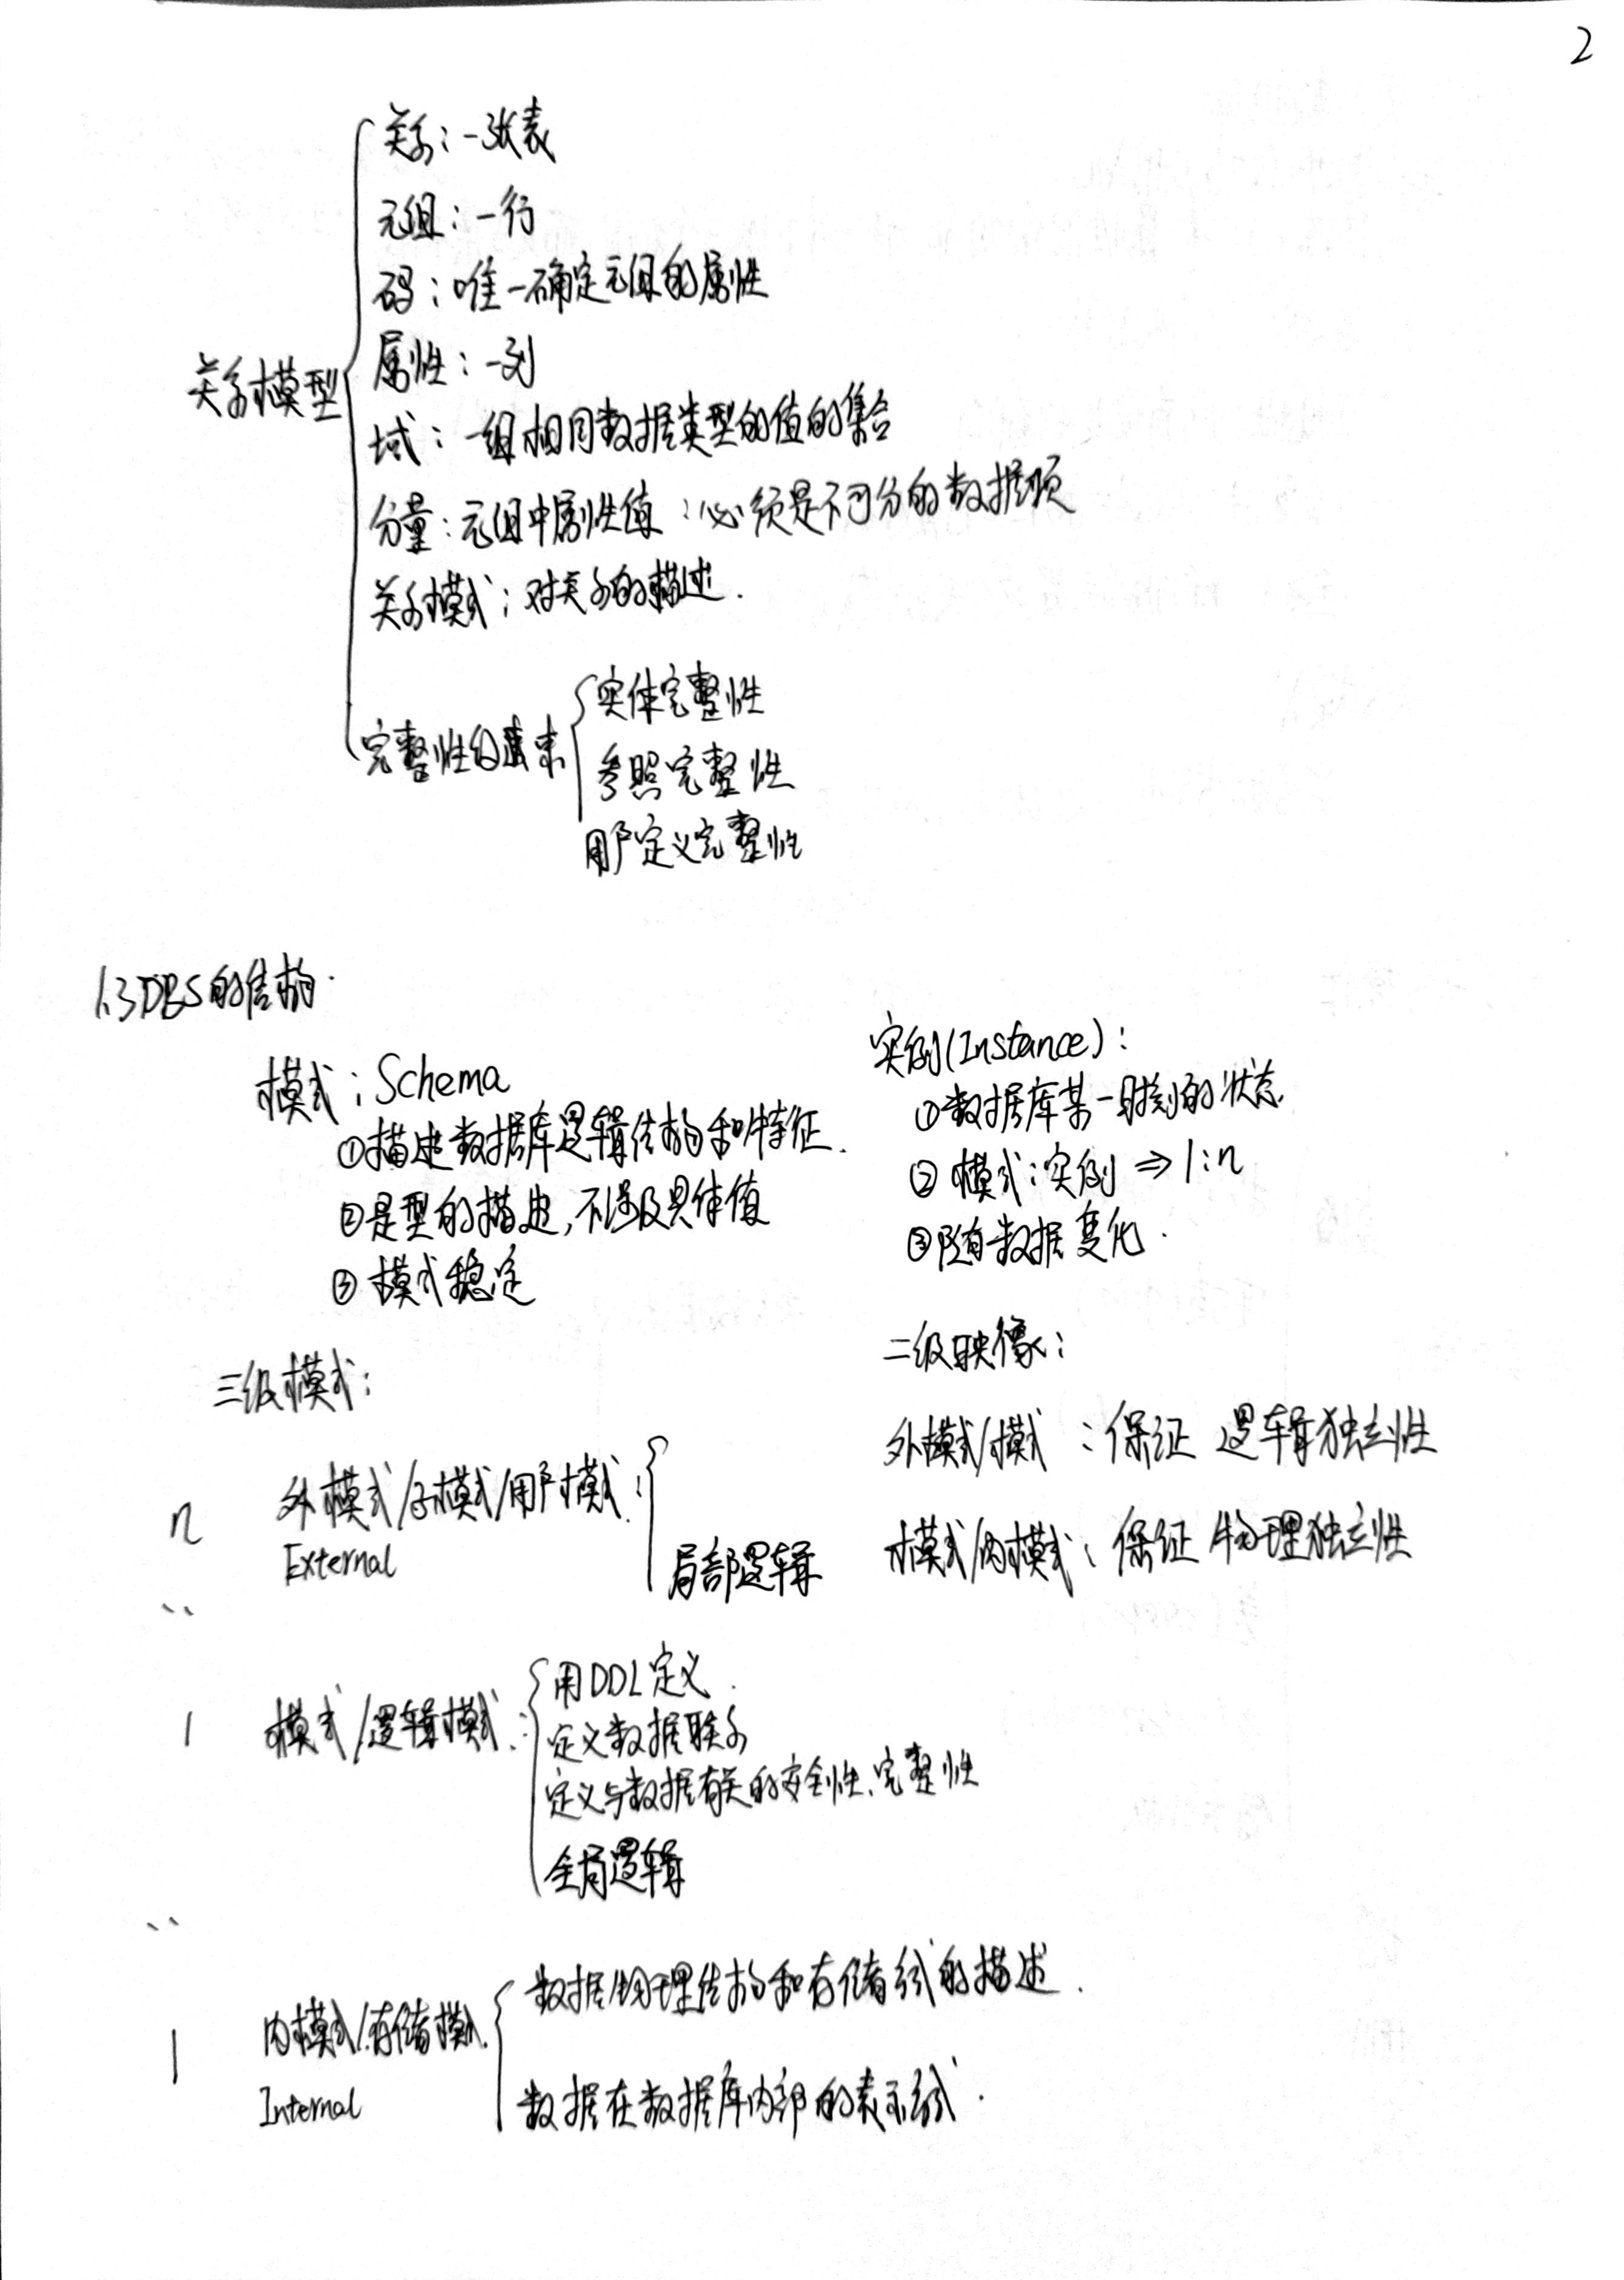 2
关系：一张表
元组：一行
码：唯一确定元组的属性
关系模型
属性：一列
域：一组相同数据类型的值的集合
分量：元组中属性值：必须是不可分的数据项
关系模式：对关系的描述.
完整性约束
实体完整性
参照完整性
用户定义完整性
1.3 DBS的结构.
模式：Schema
①描述数据库逻辑结构和特征.
②是型的描述,不涉及具体值
③模式稳定
实例(Instance)：
①数据库某一时刻的状态.
②模式:实例 ⇒ 1:n
③随数据变化.
三级模式：
n 外模式/子模式/用户模式：
External
局部逻辑
二级映像：
外模式/模式：保证 逻辑独立性
模式/内模式：保证 物理独立性
1 模式/逻辑模式：
用DDL定义.
定义数据联系
定义与数据有关的安全性、完整性
全局逻辑
1 内模式/存储模式.
Internal
数据物理结构和存储方式的描述.
数据在数据库内部的表示方式.